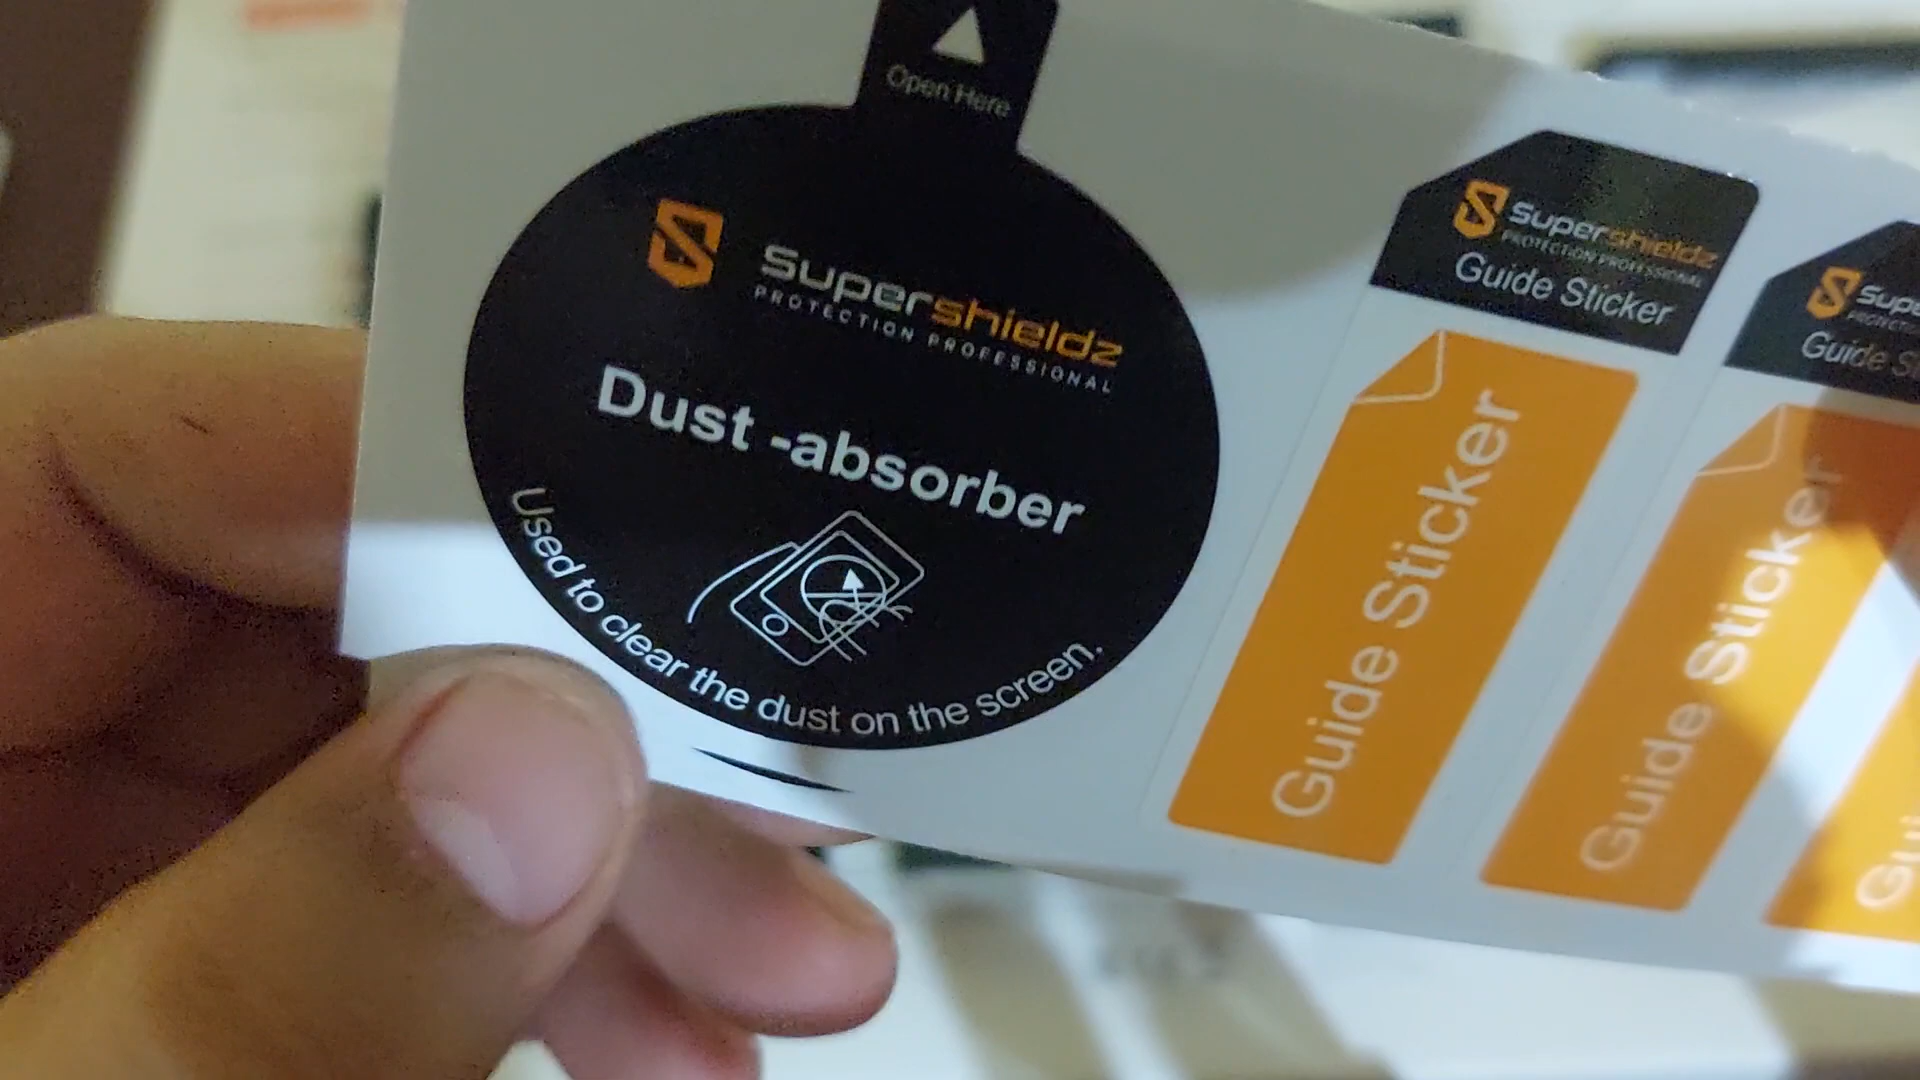 Open Here
Supershieldz
PROTECTION PROFESSIONAL
Dust -absorber
Used to clear the dust on the screen.
Supershieldz
PROTECTION PROFESSIONAL
Guide Sticker
Guide Sticker
Guide
Guide Sticker